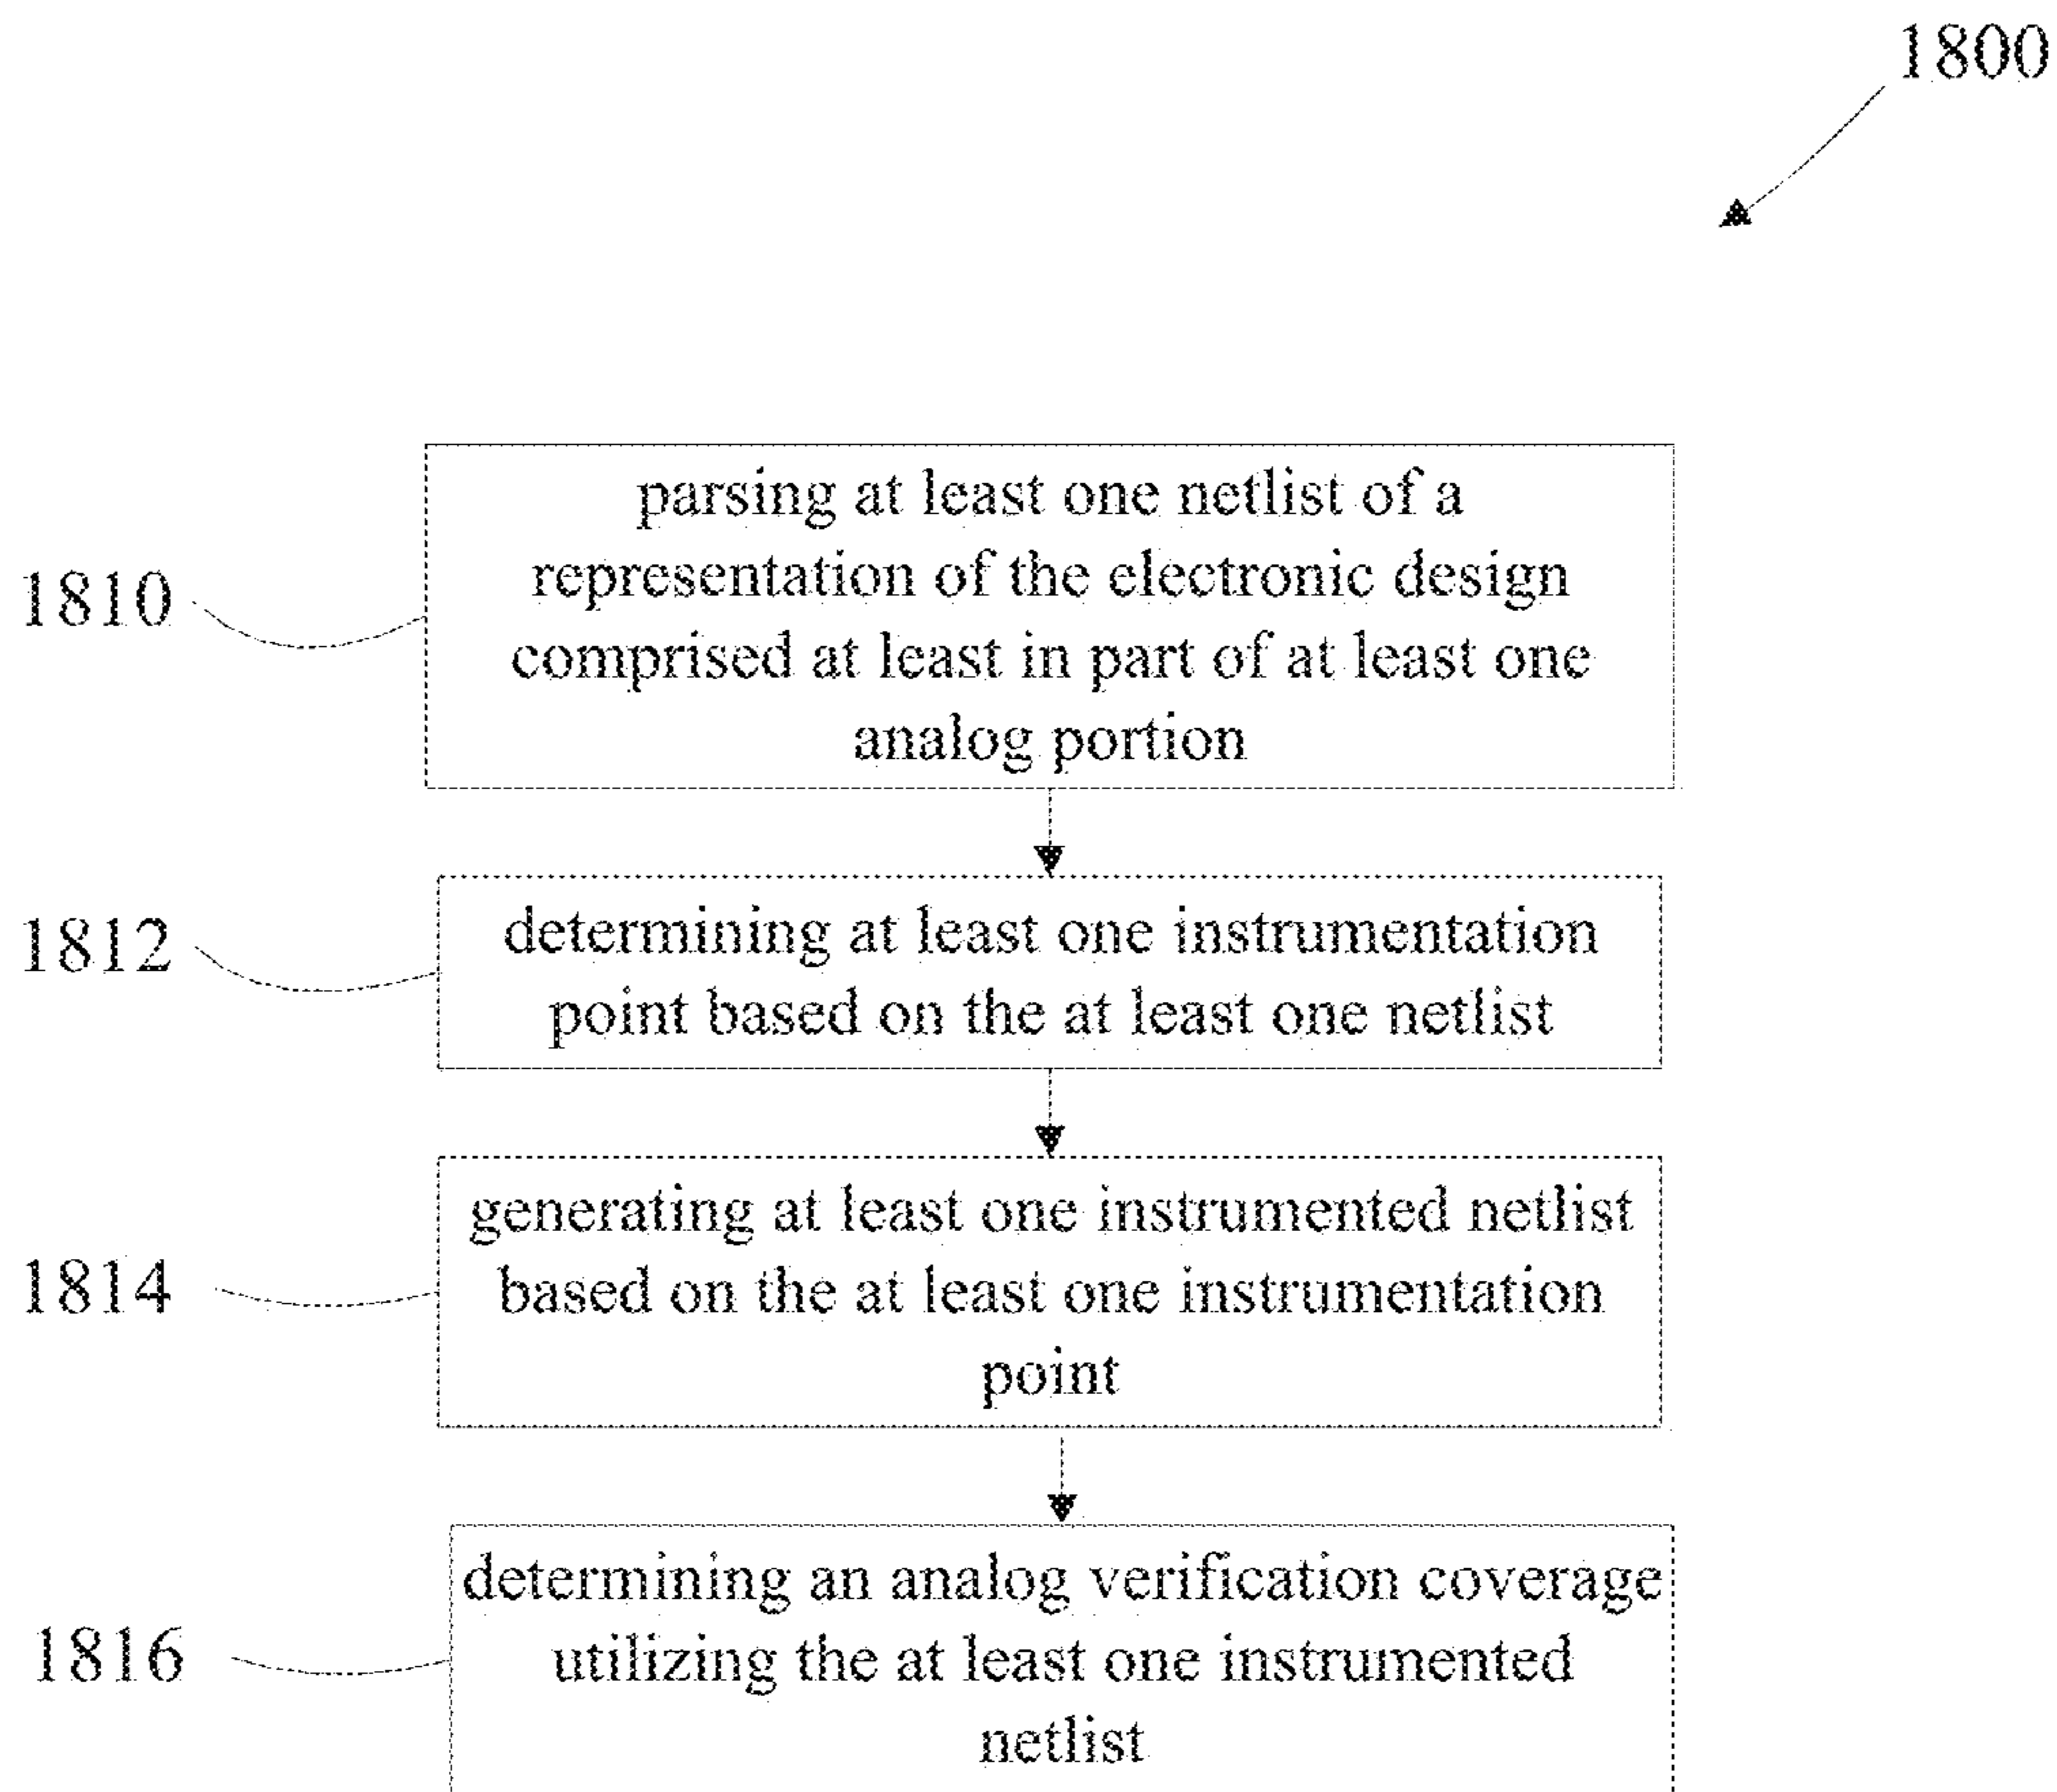 1800
parsing at least one netlist of a
representation of the electronic design
comprised at least in part of at least one
analog portion
1810
determining at least one instrumentation
point based on the at least one netlist
1812
generating at least one instrumented netlist
based on the at least one instrumentation
point
1814
determining an analog verification coverage
utilizing the at least one instrumented
netlist
1816